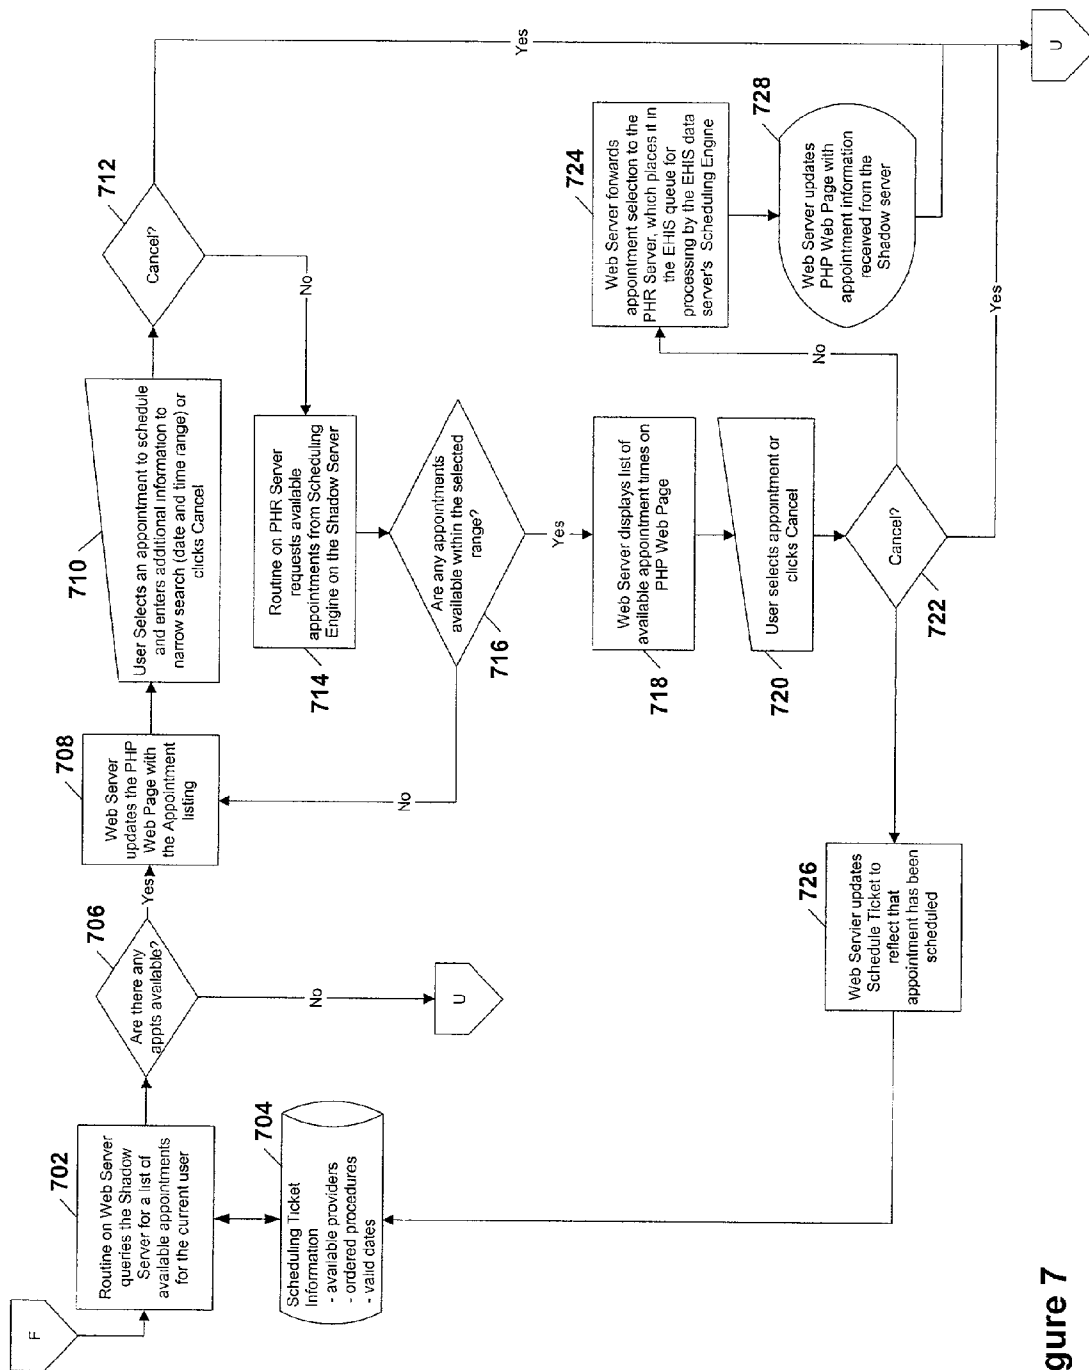 F
702
Routine on Web Server
queries the Shadow
Server for a list of
available appointments
for the current user
704
Scheduling Ticket
Information
- available providers
- ordered procedures
- valid dates
706
Are there any
appts available?
Yes
No
U
708
Web Server
updates the PHP
Web Page with
the Appointment
listing
710
User Selects an appointment to schedule
and enters additional information to
narrow search (date and time range) or
clicks Cancel
712
Cancel?
Yes
No
714
Routine on PHR Server
requests available
appointments from Scheduling
Engine on the Shadow Server
716
Are any appointments
available within the selected
range?
No
Yes
718
Web Server displays list of
available appointment times on
PHP Web Page
720
User selects appointment or
clicks Cancel
722
Cancel?
No
Yes
724
Web Server forwards
appointment selection to the
PHR Server, which places it in
the EHIS queue for
processing by the EHIS data
server's Scheduling Engine
726
Web Servier updates
Schedule Ticket to
reflect that
appointment has been
scheduled
728
Web Server updates
PHP Web Page with
appointment information
received from the
Shadow server
U
gure 7